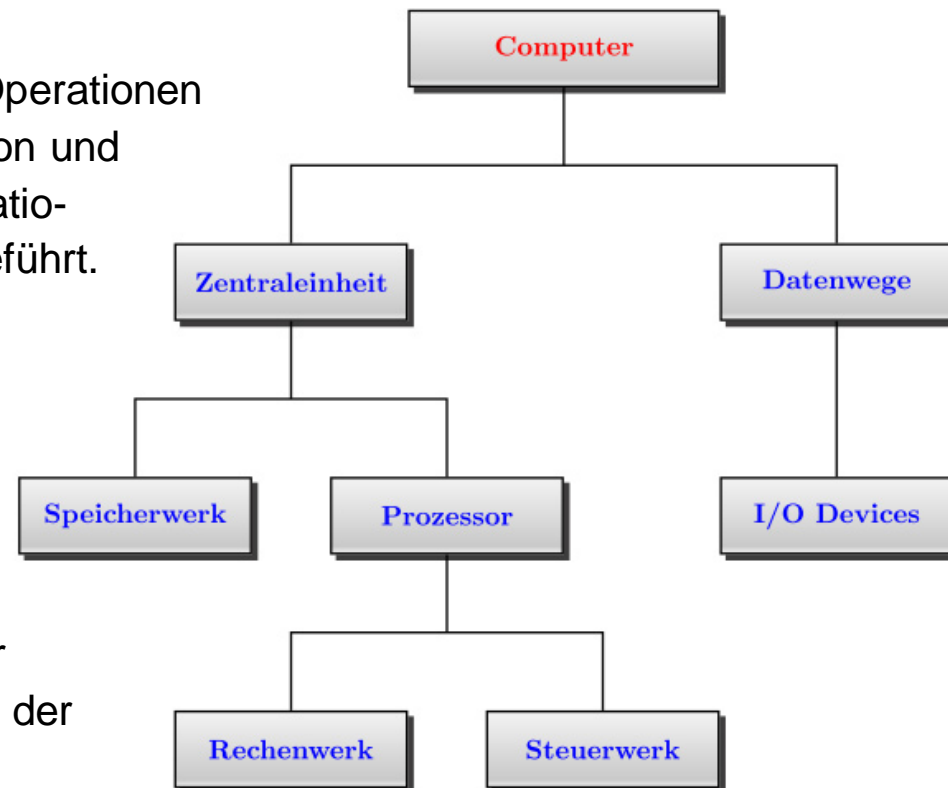 Computer
Operationen
on und
atio-
eführt.
Zentraleinheit
Datenwege
Speicherwerk
Prozessor
I/O Devices
r
der
Rechenwerk
Steuerwerk